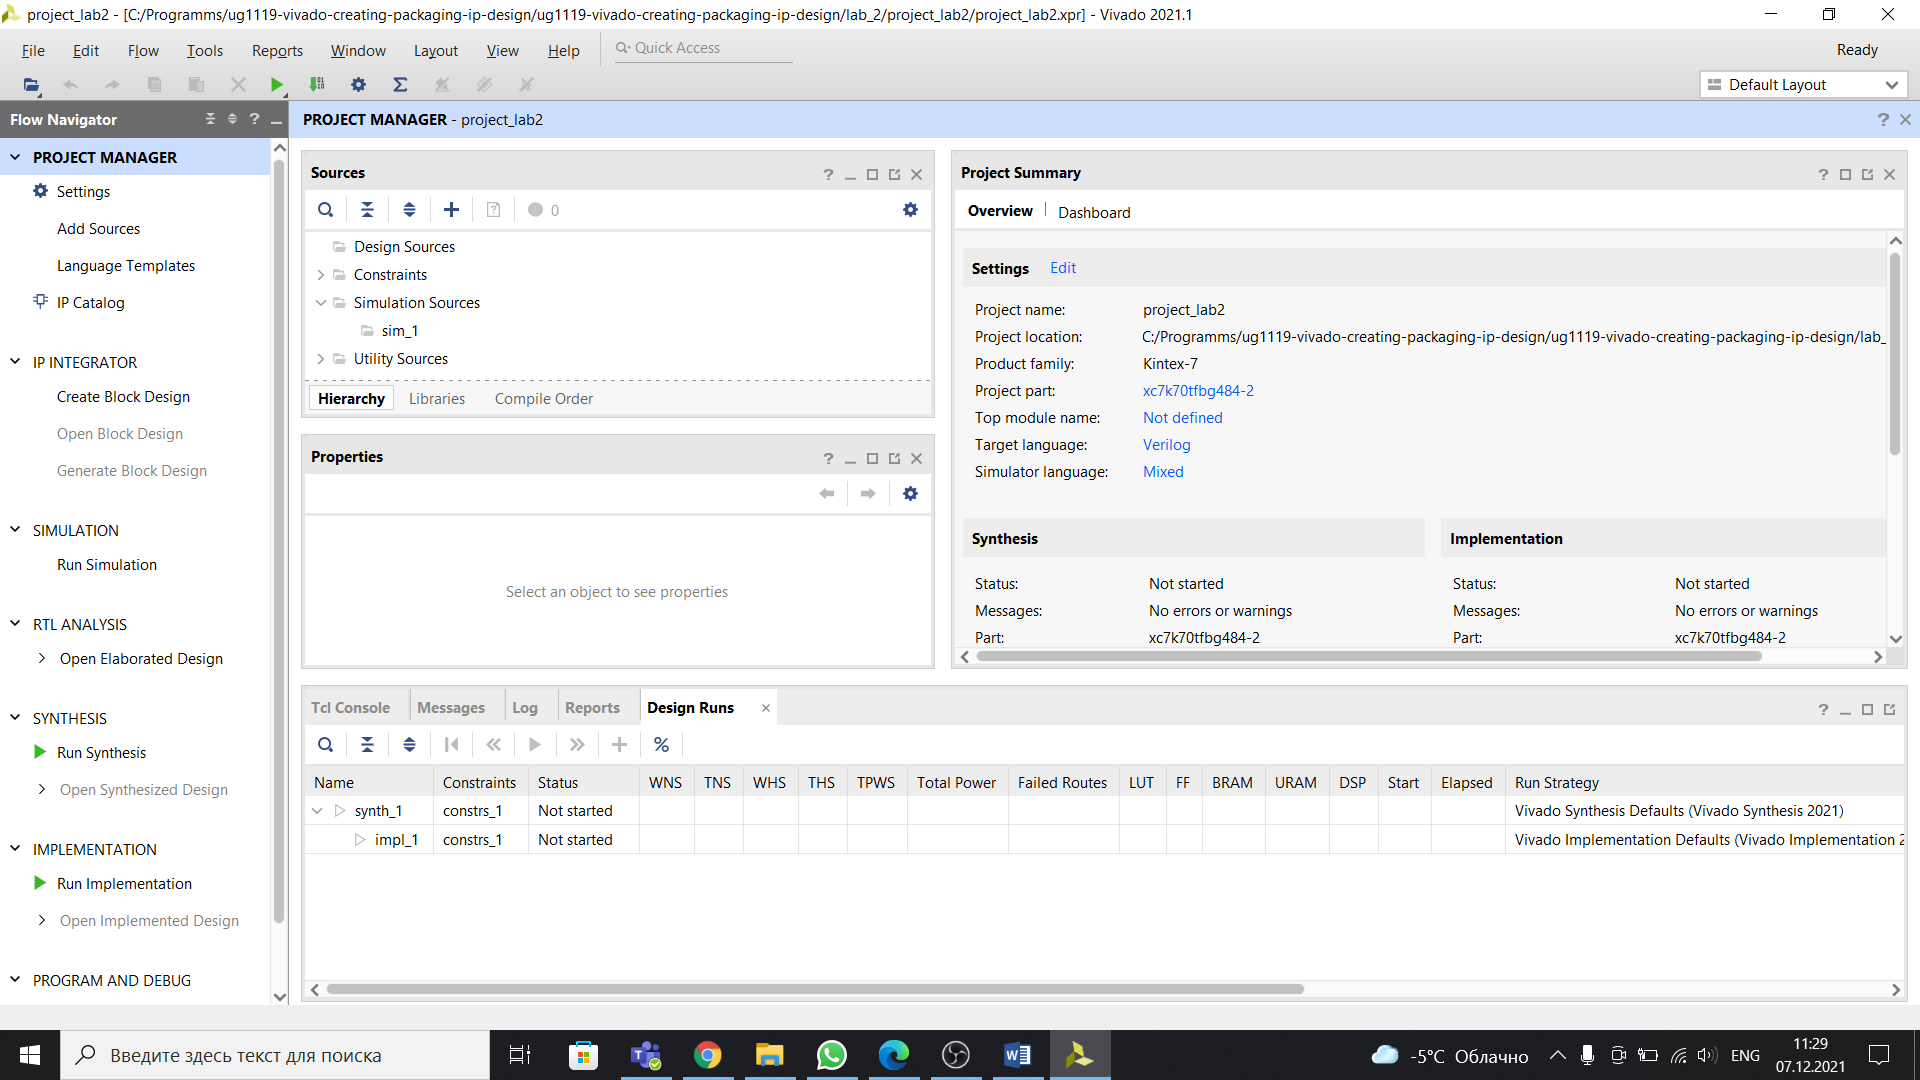 project_lab2 - [C:/Programms/ug1119-vivado-creating-packaging-ip-design/ug1119-vivado-creating-packaging-ip-design/lab_2/project_lab2/project_lab2.xpr] - Vivado 2021.1
File Edit Flow Tools Reports Window Layout View Help Quick Access Ready
Default Layout
Flow Navigator
PROJECT MANAGER
Settings
Add Sources
Language Templates
IP Catalog
IP INTEGRATOR
Create Block Design
Open Block Design
Generate Block Design
SIMULATION
Run Simulation
RTL ANALYSIS
Open Elaborated Design
SYNTHESIS
Run Synthesis
Open Synthesized Design
IMPLEMENTATION
Run Implementation
Open Implemented Design
PROGRAM AND DEBUG
PROJECT MANAGER - project_lab2
Sources
0
Design Sources
Constraints
Simulation Sources
sim_1
Utility Sources
Hierarchy Libraries Compile Order
Properties
Select an object to see properties
Project Summary
Overview Dashboard
Settings Edit
Project name: project_lab2
Project location: C:/Programms/ug1119-vivado-creating-packaging-ip-design/ug1119-vivado-creating-packaging-ip-design/lab_
Product family: Kintex-7
Project part: xc7k70tfbg484-2
Top module name: Not defined
Target language: Verilog
Simulator language: Mixed
Synthesis
Status: Not started
Messages: No errors or warnings
Part: xc7k70tfbg484-2
Implementation
Status: Not started
Messages: No errors or warnings
Part: xc7k70tfbg484-2
Tcl Console Messages Log Reports Design Runs
Name Constraints Status WNS TNS WHS THS TPWS Total Power Failed Routes LUT FF BRAM URAM DSP Start Elapsed Run Strategy
synth_1 constrs_1 Not started Vivado Synthesis Defaults (Vivado Synthesis 2021)
impl_1 constrs_1 Not started Vivado Implementation Defaults (Vivado Implementation 2
Введите здесь текст для поиска
-5°C Облачно
ENG
11:29
07.12.2021